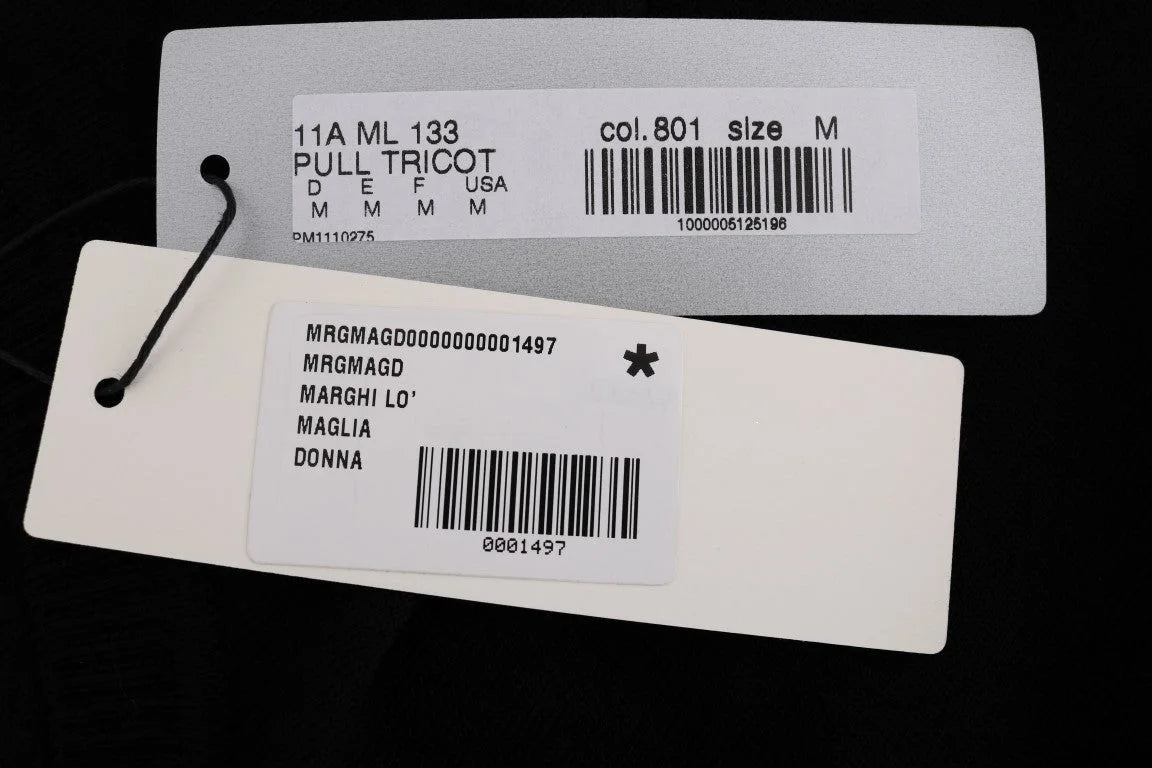 11A ML 133
PULL TRICOT
D E F USA
M M M M
PM1110275
col. 801 size M
1000005125196
MRGMAGD0000000001497
MRGMAGD
MARGHI LO'
MAGLIA
DONNA
*
0001497